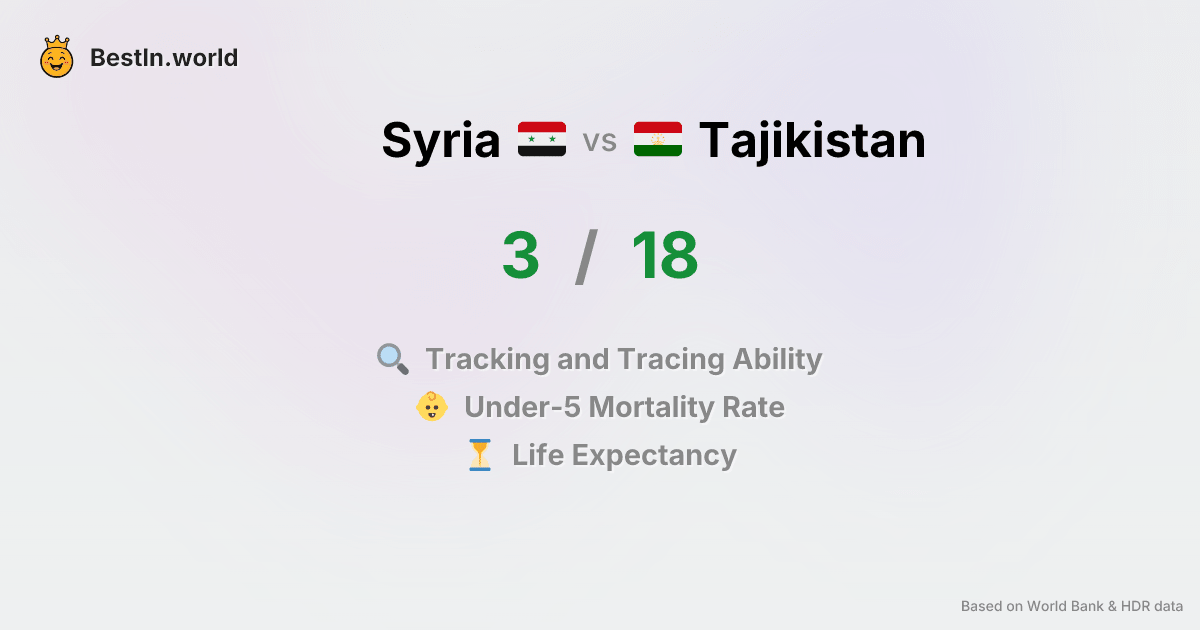 BestIn.world
Syria vs Tajikistan
3 / 18
Tracking and Tracing Ability
Under-5 Mortality Rate
Life Expectancy
Based on World Bank & HDR data